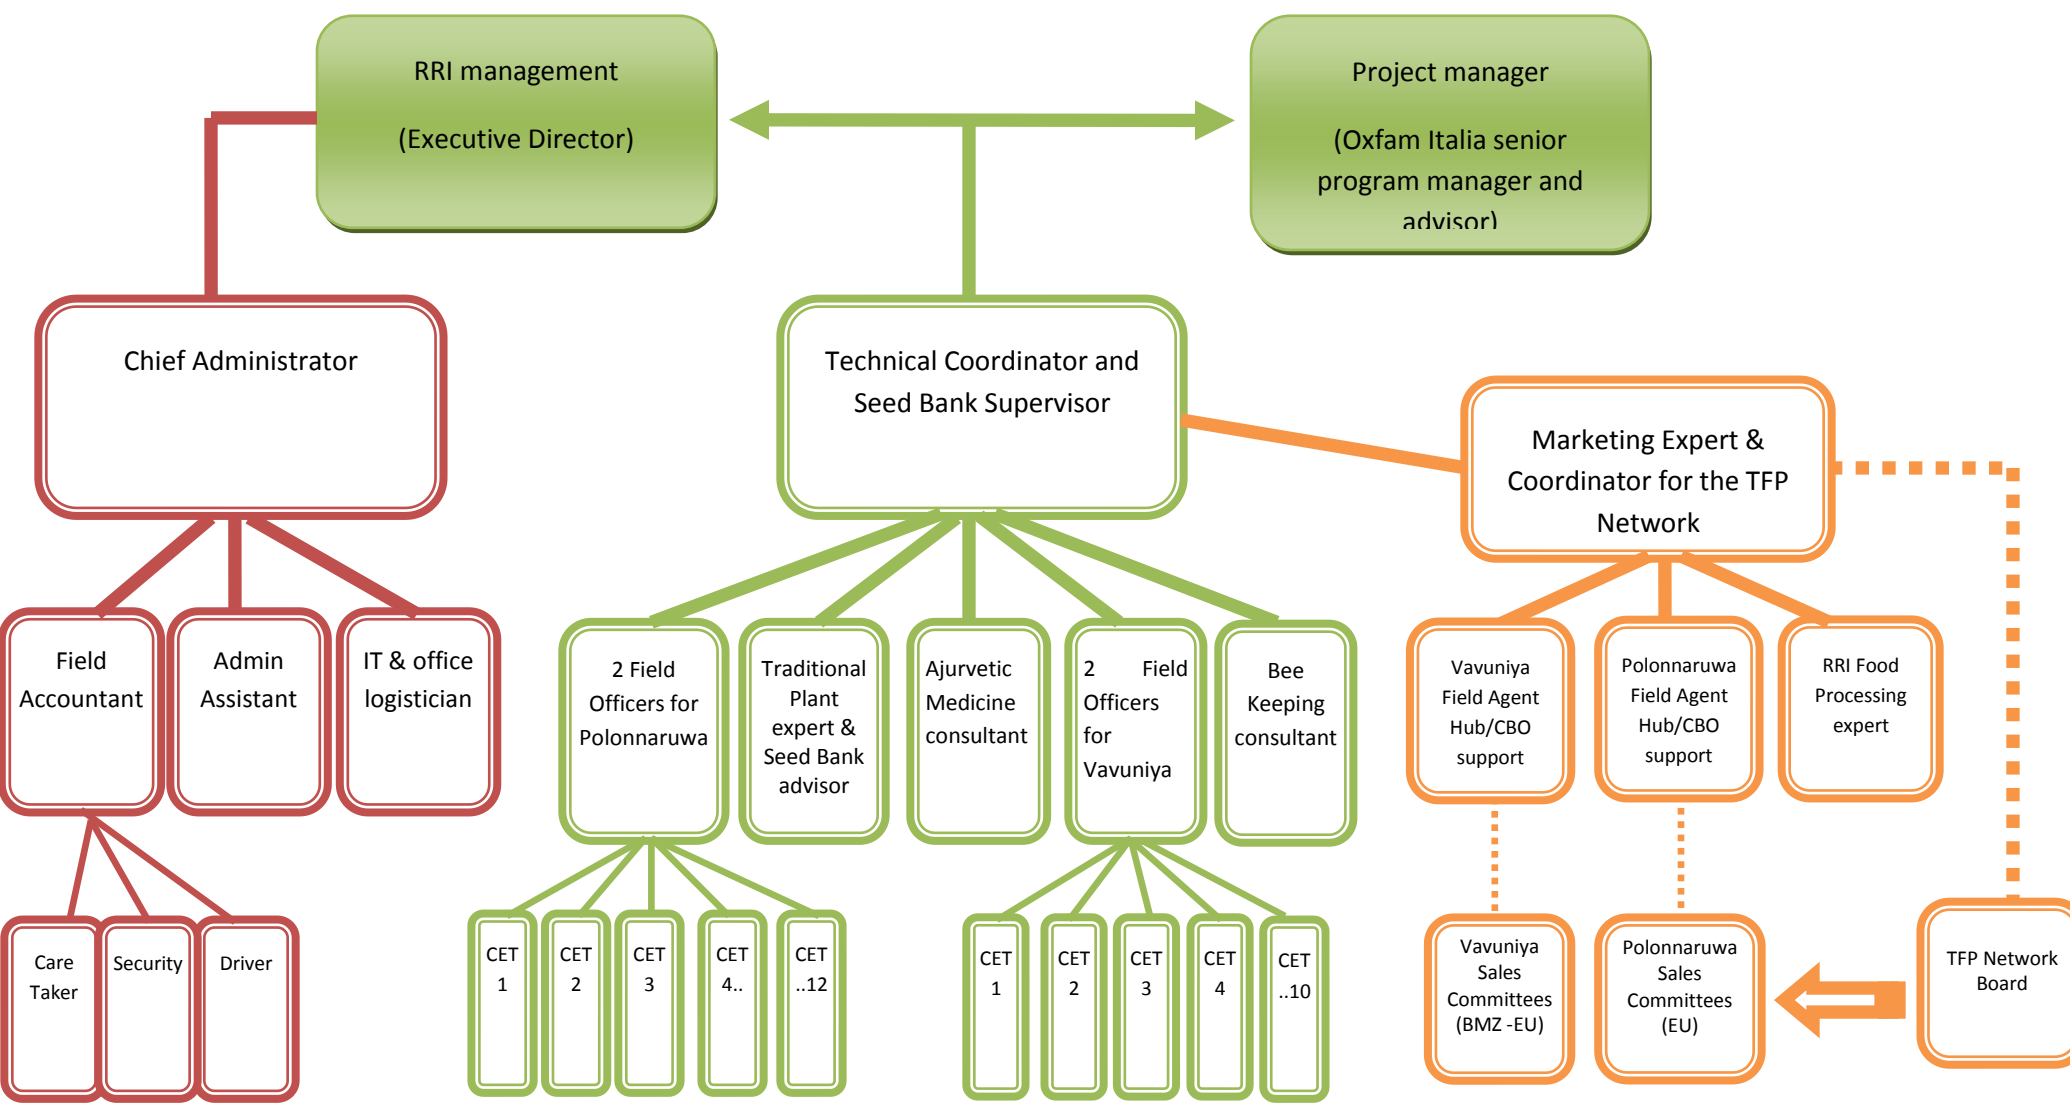 RRI management
(Executive Director)
Project manager
(Oxfam Italia senior
program manager and
advisor)
Chief Administrator
Technical Coordinator and
Seed Bank Supervisor
Marketing Expert &
Coordinator for the TFP
Network
Field
Accountant
Admin
Assistant
IT & office
logistician
2 Field
Officers for
Polonnaruwa
Traditional
Plant
expert &
Seed Bank
advisor
Ajurvetic
Medicine
consultant
2 Field
Officers
for
Vavuniya
Bee
Keeping
consultant
Vavuniya
Field Agent
Hub/CBO
support
Polonnaruwa
Field Agent
Hub/CBO
support
RRI Food
Processing
expert
Care
Taker
Security
Driver
CET
1
CET
2
CET
3
CET
4..
CET
..12
CET
1
CET
2
CET
3
CET
4
CET
..10
Vavuniya
Sales
Committees
(BMZ -EU)
Polonnaruwa
Sales
Committees
(EU)
TFP Network
Board